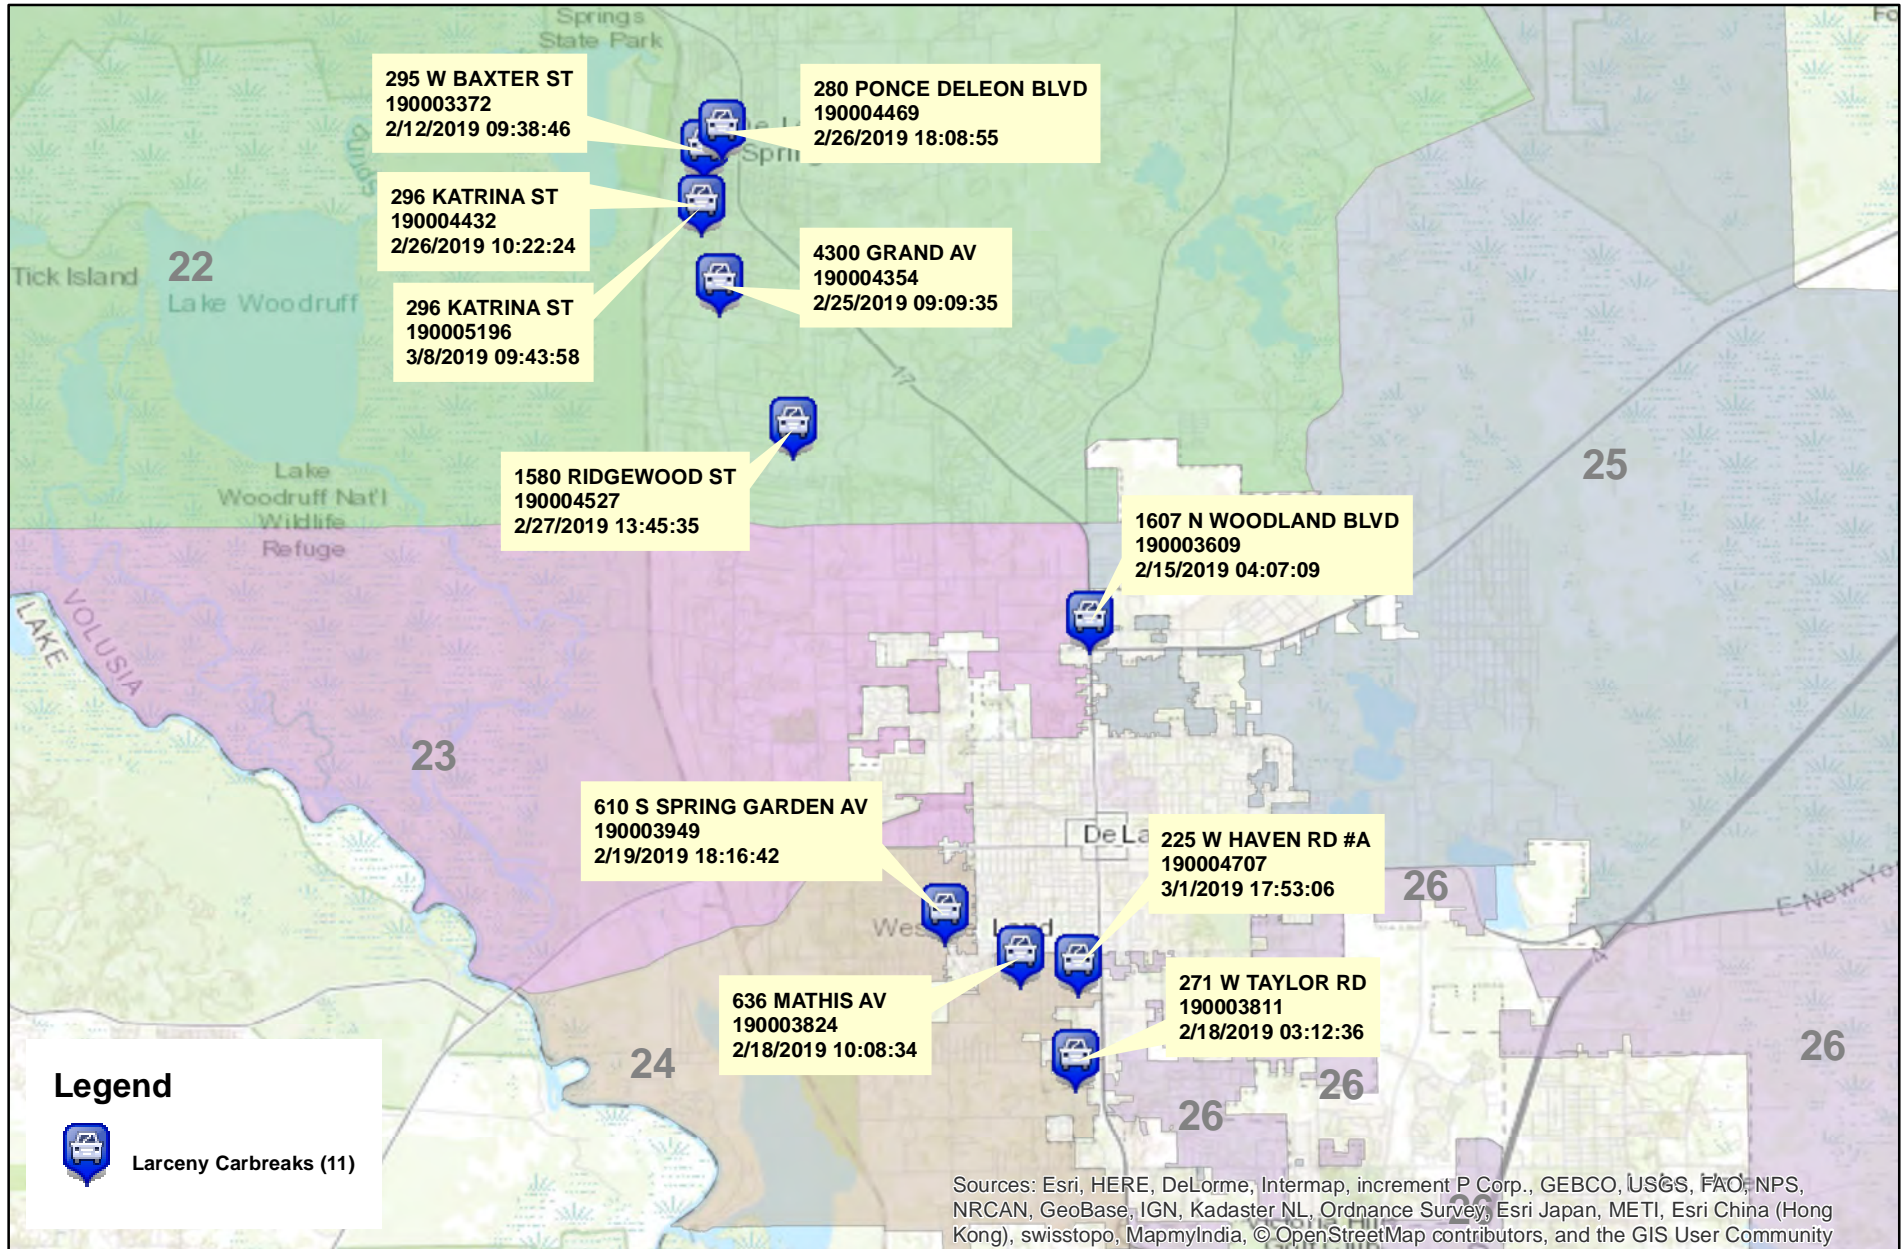 Springs
State Park
Fo
295 W BAXTER ST
190003372
2/12/2019 09:38:46
280 PONCE DELEON BLVD
190004469
2/26/2019 18:08:55
Spring
296 KATRINA ST
190004432
2/26/2019 10:22:24
4300 GRAND AV
190004354
2/25/2019 09:09:35
22
Tick Island
Lake Woodruff
296 KATRINA ST
190005196
3/8/2019 09:43:58
17
1580 RIDGEWOOD ST
190004527
2/27/2019 13:45:35
25
Lake
Woodruff Nat'l
Wildlife
Refuge
1607 N WOODLAND BLVD
190003609
2/15/2019 04:07:09
VOLUSIA
LAKE
23
610 S SPRING GARDEN AV
190003949
2/19/2019 18:16:42
De La
225 W HAVEN RD #A
190004707
3/1/2019 17:53:06
26
E New Yo
Wes
Land
4
636 MATHIS AV
190003824
2/18/2019 10:08:34
271 W TAYLOR RD
190003811
2/18/2019 03:12:36
24
26
26
26
26
Legend
Larceny Carbreaks (11)
Sources: Esri, HERE, DeLorme, Intermap, increment P Corp., GEBCO, USGS, FAO, NPS,
NRCAN, GeoBase, IGN, Kadaster NL, Ordnance Survey, Esri Japan, METI, Esri China (Hong
Kong), swisstopo, MapmyIndia, © OpenStreetMap contributors, and the GIS User Community